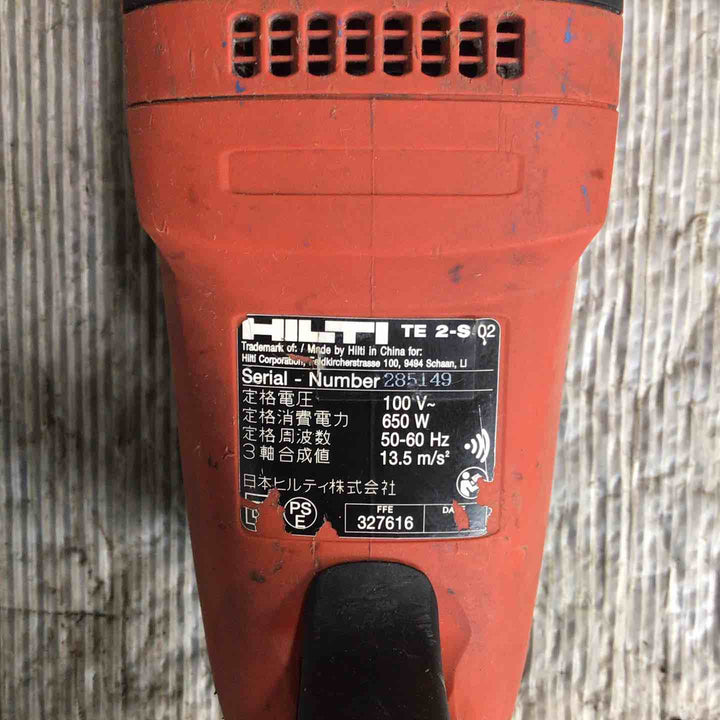 HILTI TE 2-S 02
Trademark of: / Made by Hilti in China for:
Hilti Corporation, Feldkircherstrasse 100, 9494 Schaan, LI
Serial - Number 285149
定格電圧 100 V~
定格消費電力 650 W
定格周波数 50-60 Hz
3軸合成値 13.5 m/s²
日本ヒルティ株式会社
PS
E
FFE
327616